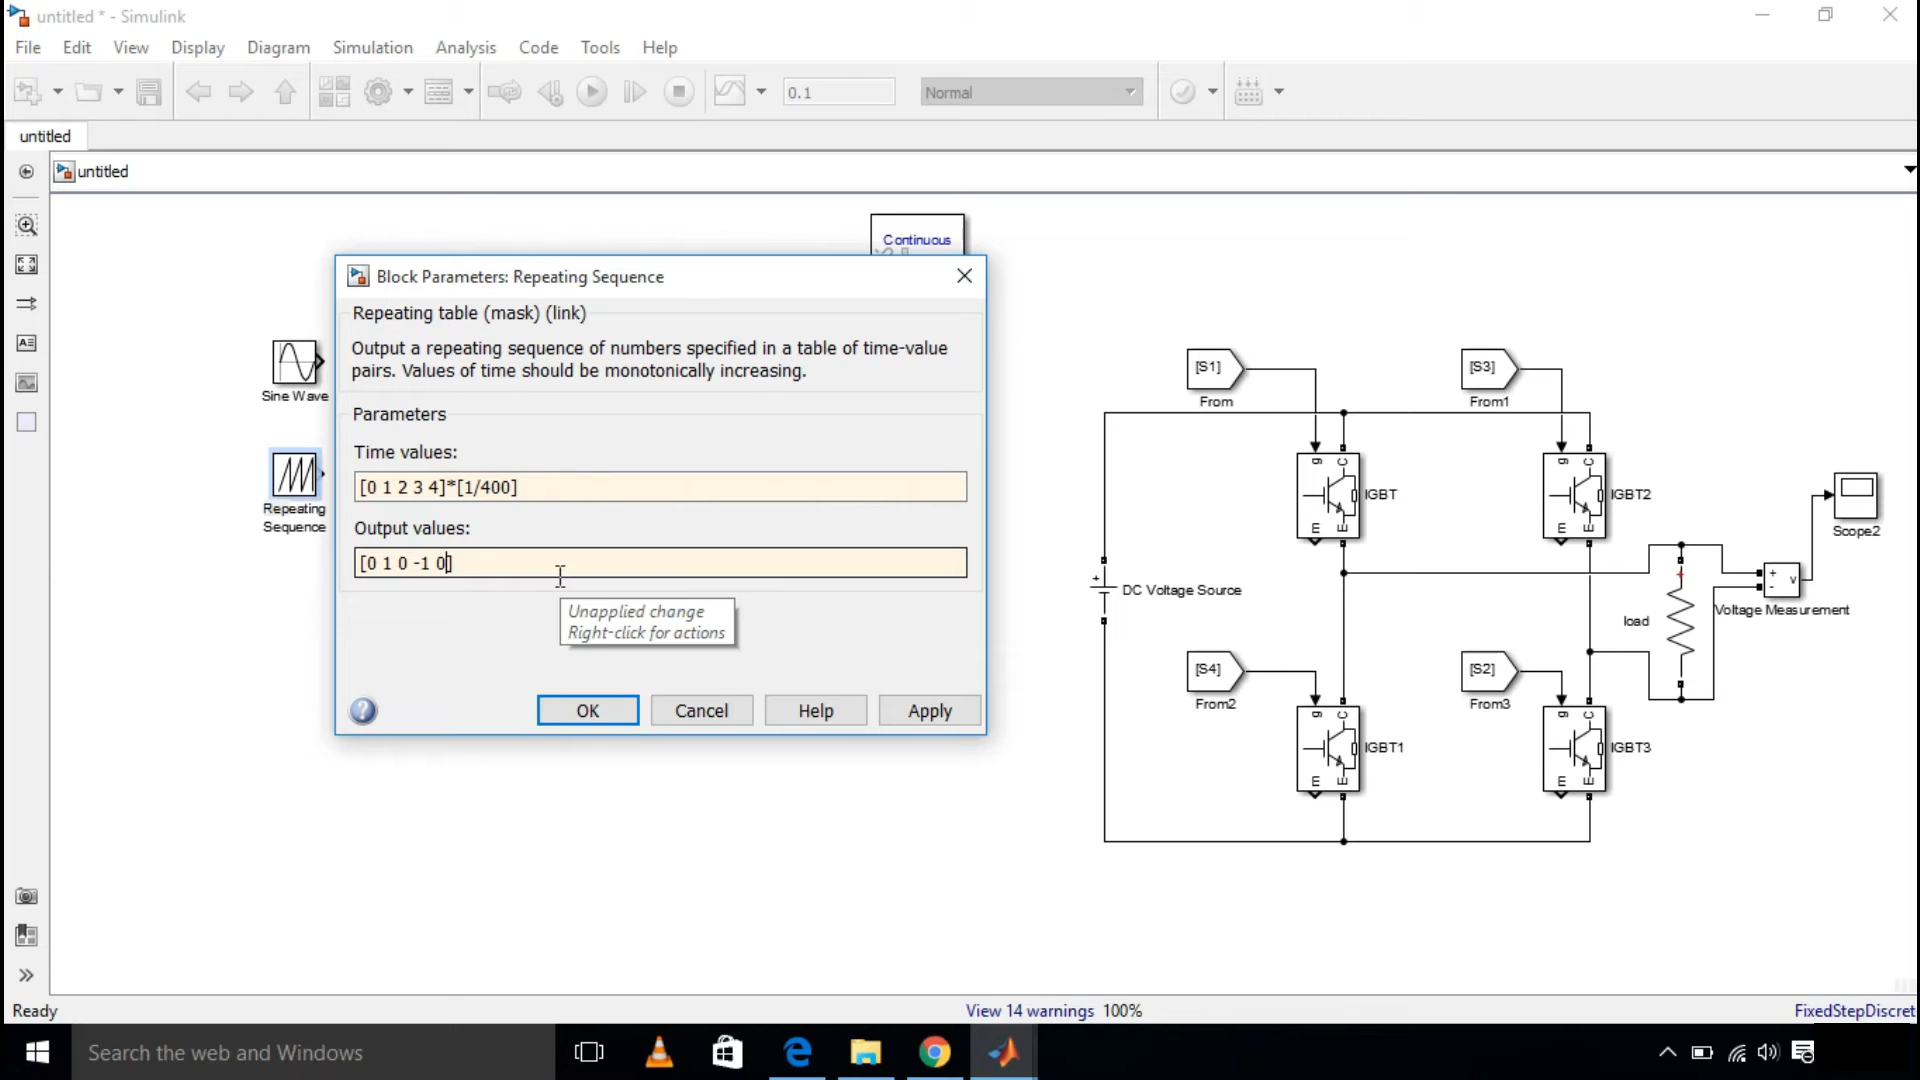 untitled * - Simulink
File Edit View Display Diagram Simulation Analysis Code Tools Help
0.1
Normal
untitled
untitled
Continuous
Block Parameters: Repeating Sequence
Repeating table (mask) (link)
Output a repeating sequence of numbers specified in a table of time-value
pairs. Values of time should be monotonically increasing.
Parameters
Time values:
[0 1 2 3 4]*[1/400]
Output values:
[0 1 0 -1 0]
Unapplied change
Right-click for actions
OK Cancel Help Apply
Sine Wave
Repeating
Sequence
[S1]
From
[S3]
From1
g C
IGBT
m E
g C
IGBT2
m E
Scope2
+
DC Voltage Source
+
load
+ v
-
Voltage Measurement
[S4]
From2
[S2]
From3
g C
IGBT1
m E
g C
IGBT3
m E
Ready
View 14 warnings 100%
FixedStepDiscret
Search the web and Windows